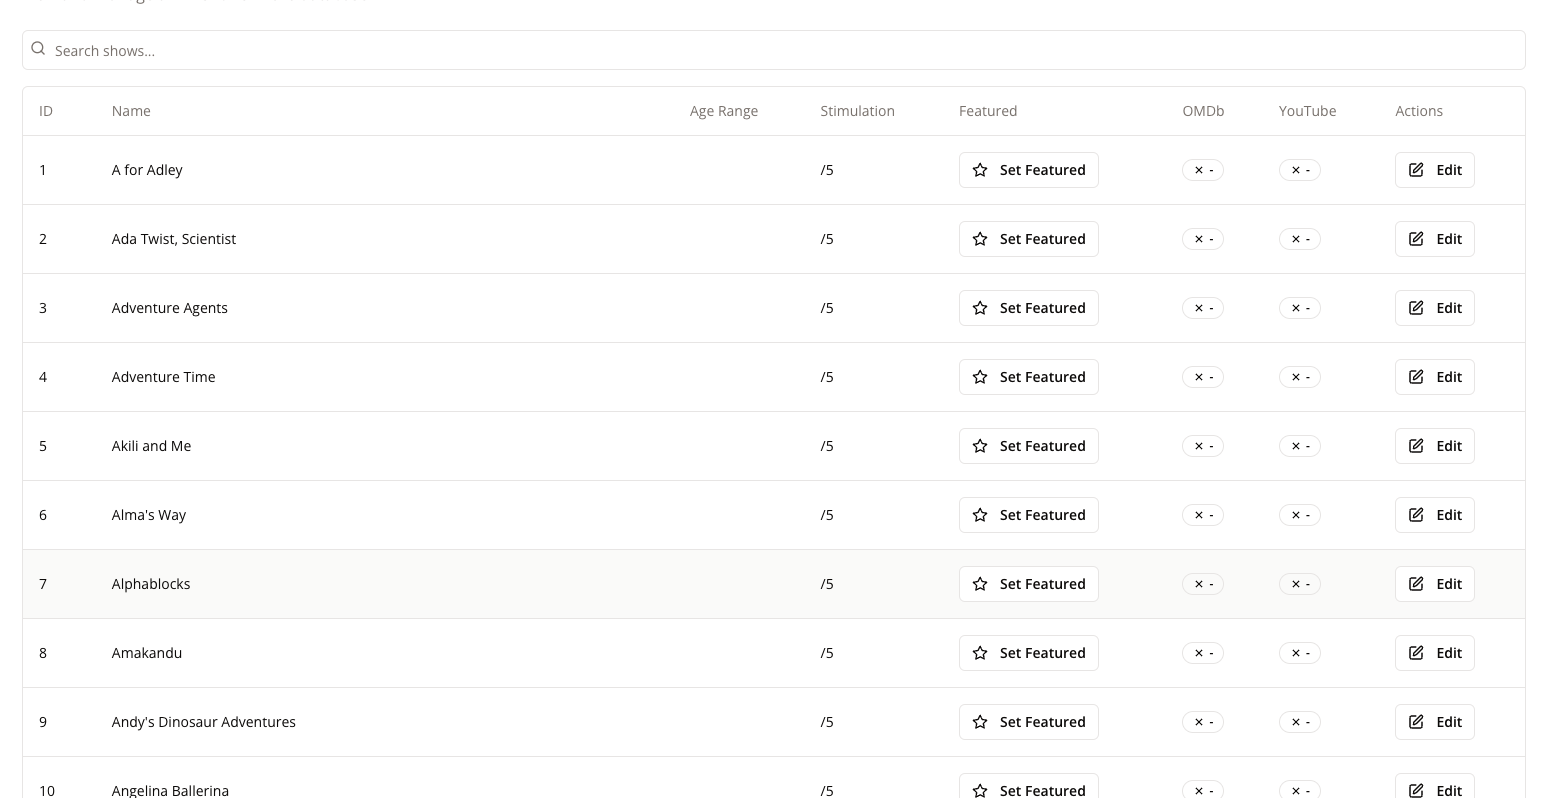 Search shows...
ID Name Age Range Stimulation Featured OMDb YouTube Actions
1 A for Adley /5 Set Featured × - × - Edit
2 Ada Twist, Scientist /5 Set Featured × - × - Edit
3 Adventure Agents /5 Set Featured × - × - Edit
4 Adventure Time /5 Set Featured × - × - Edit
5 Akili and Me /5 Set Featured × - × - Edit
6 Alma's Way /5 Set Featured × - × - Edit
7 Alphablocks /5 Set Featured × - × - Edit
8 Amakandu /5 Set Featured × - × - Edit
9 Andy's Dinosaur Adventures /5 Set Featured × - × - Edit
10 Angelina Ballerina /5 Set Featured × - × - Edit